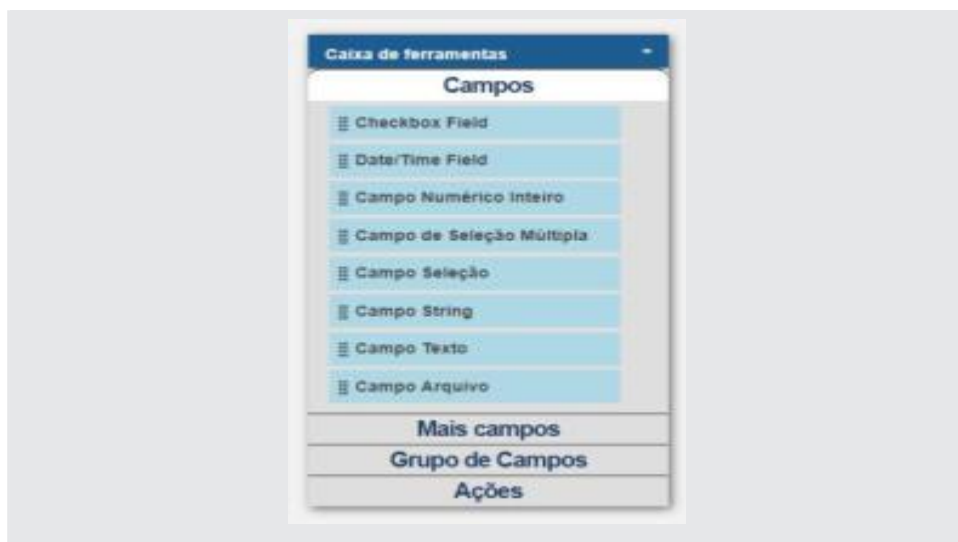 Caixa de ferramentas
Campos
Checkbox Field
Date/Time Field
Campo Numérico Inteiro
Campo de Seleção Múltipla
Campo Seleção
Campo String
Campo Texto
Campo Arquivo
Mais campos
Grupo de Campos
Ações